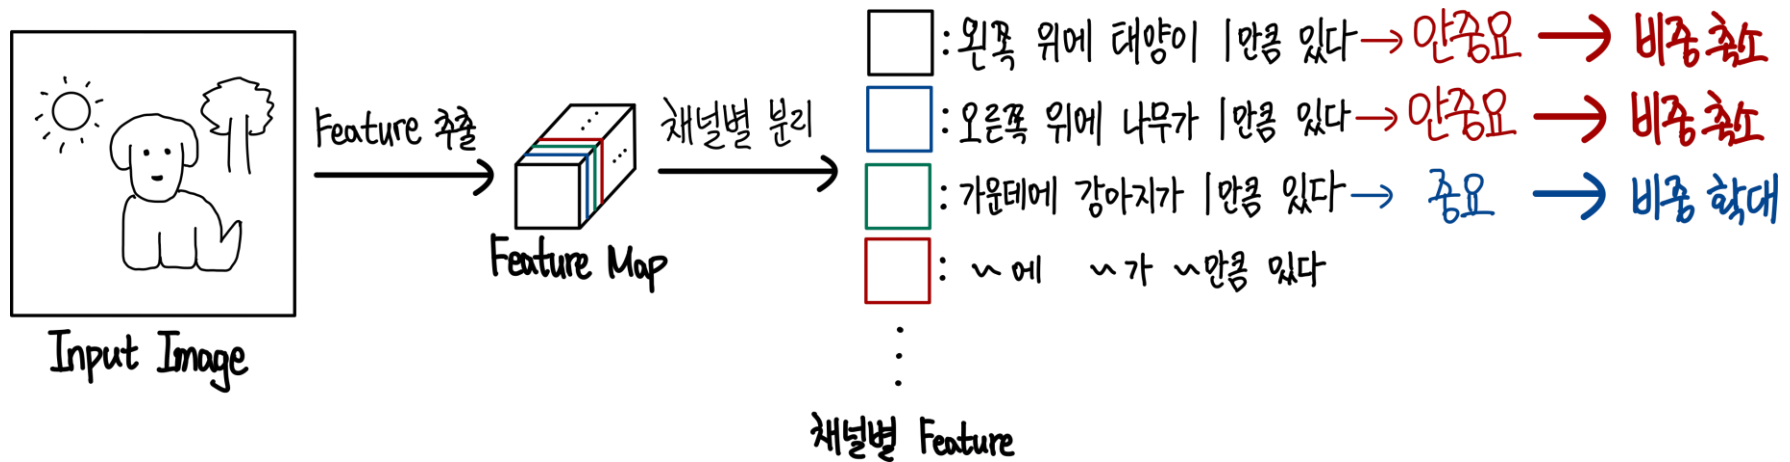 Input Image
Feature 추출
Feature Map
채널별 분리
: 왼쪽 위에 태양이 1만큼 있다 → 안중요 → 비중 축소
: 오른쪽 위에 나무가 1만큼 있다 → 안중요 → 비중 축소
: 가운테에 강아지가 1만큼 있다 → 중요 → 비중 확대
: ~에 ~가 ~만큼 있다
채널별 Feature